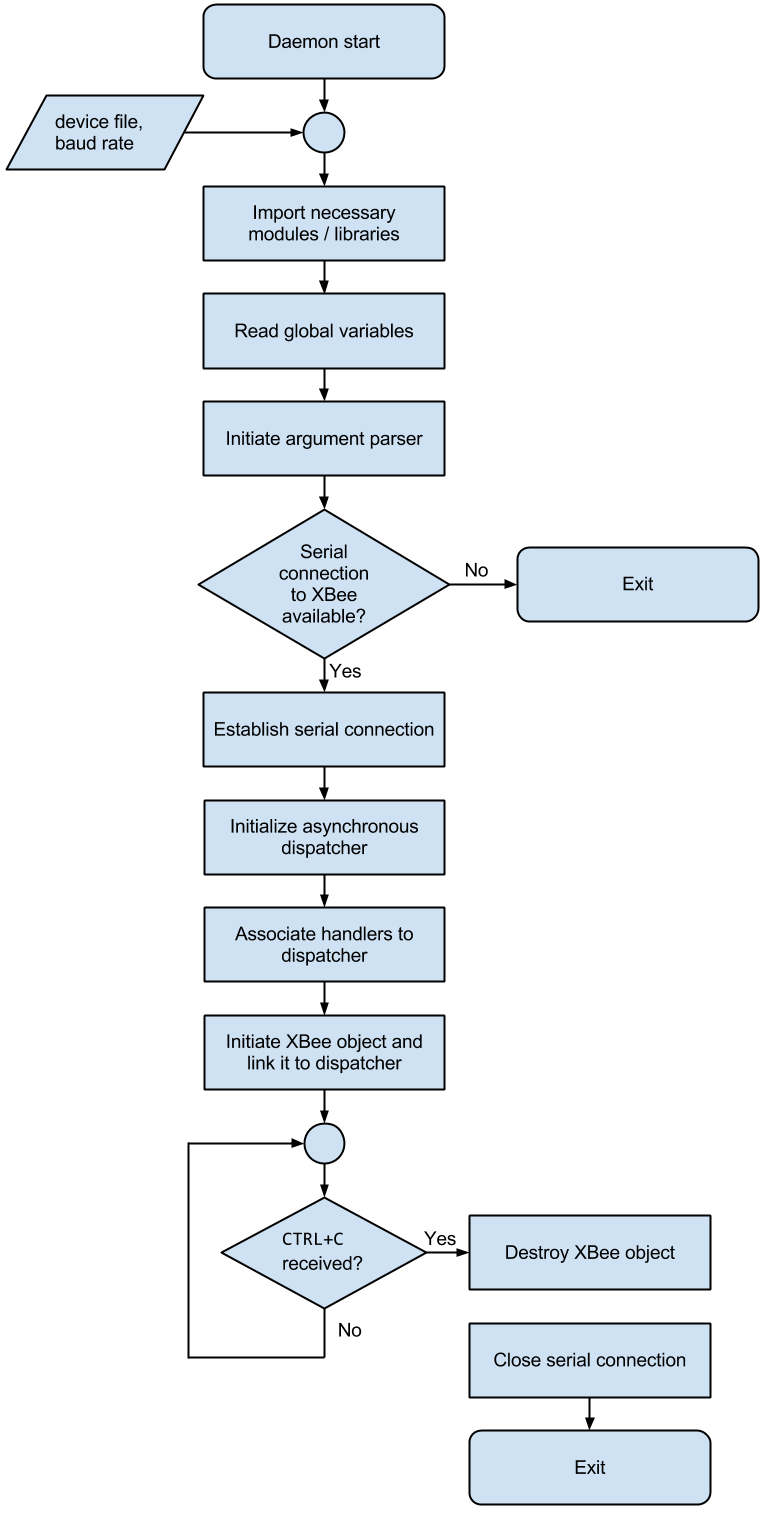 Daemon start
device file,
baud rate
Import necessary
modules / libraries
Read global variables
Initiate argument parser
Serial
connection
to XBee
available?
No
Exit
Yes
Establish serial connection
Initialize asynchronous
dispatcher
Associate handlers to
dispatcher
Initiate XBee object and
link it to dispatcher
CTRL+C
received?
Yes
Destroy XBee object
No
Close serial connection
Exit